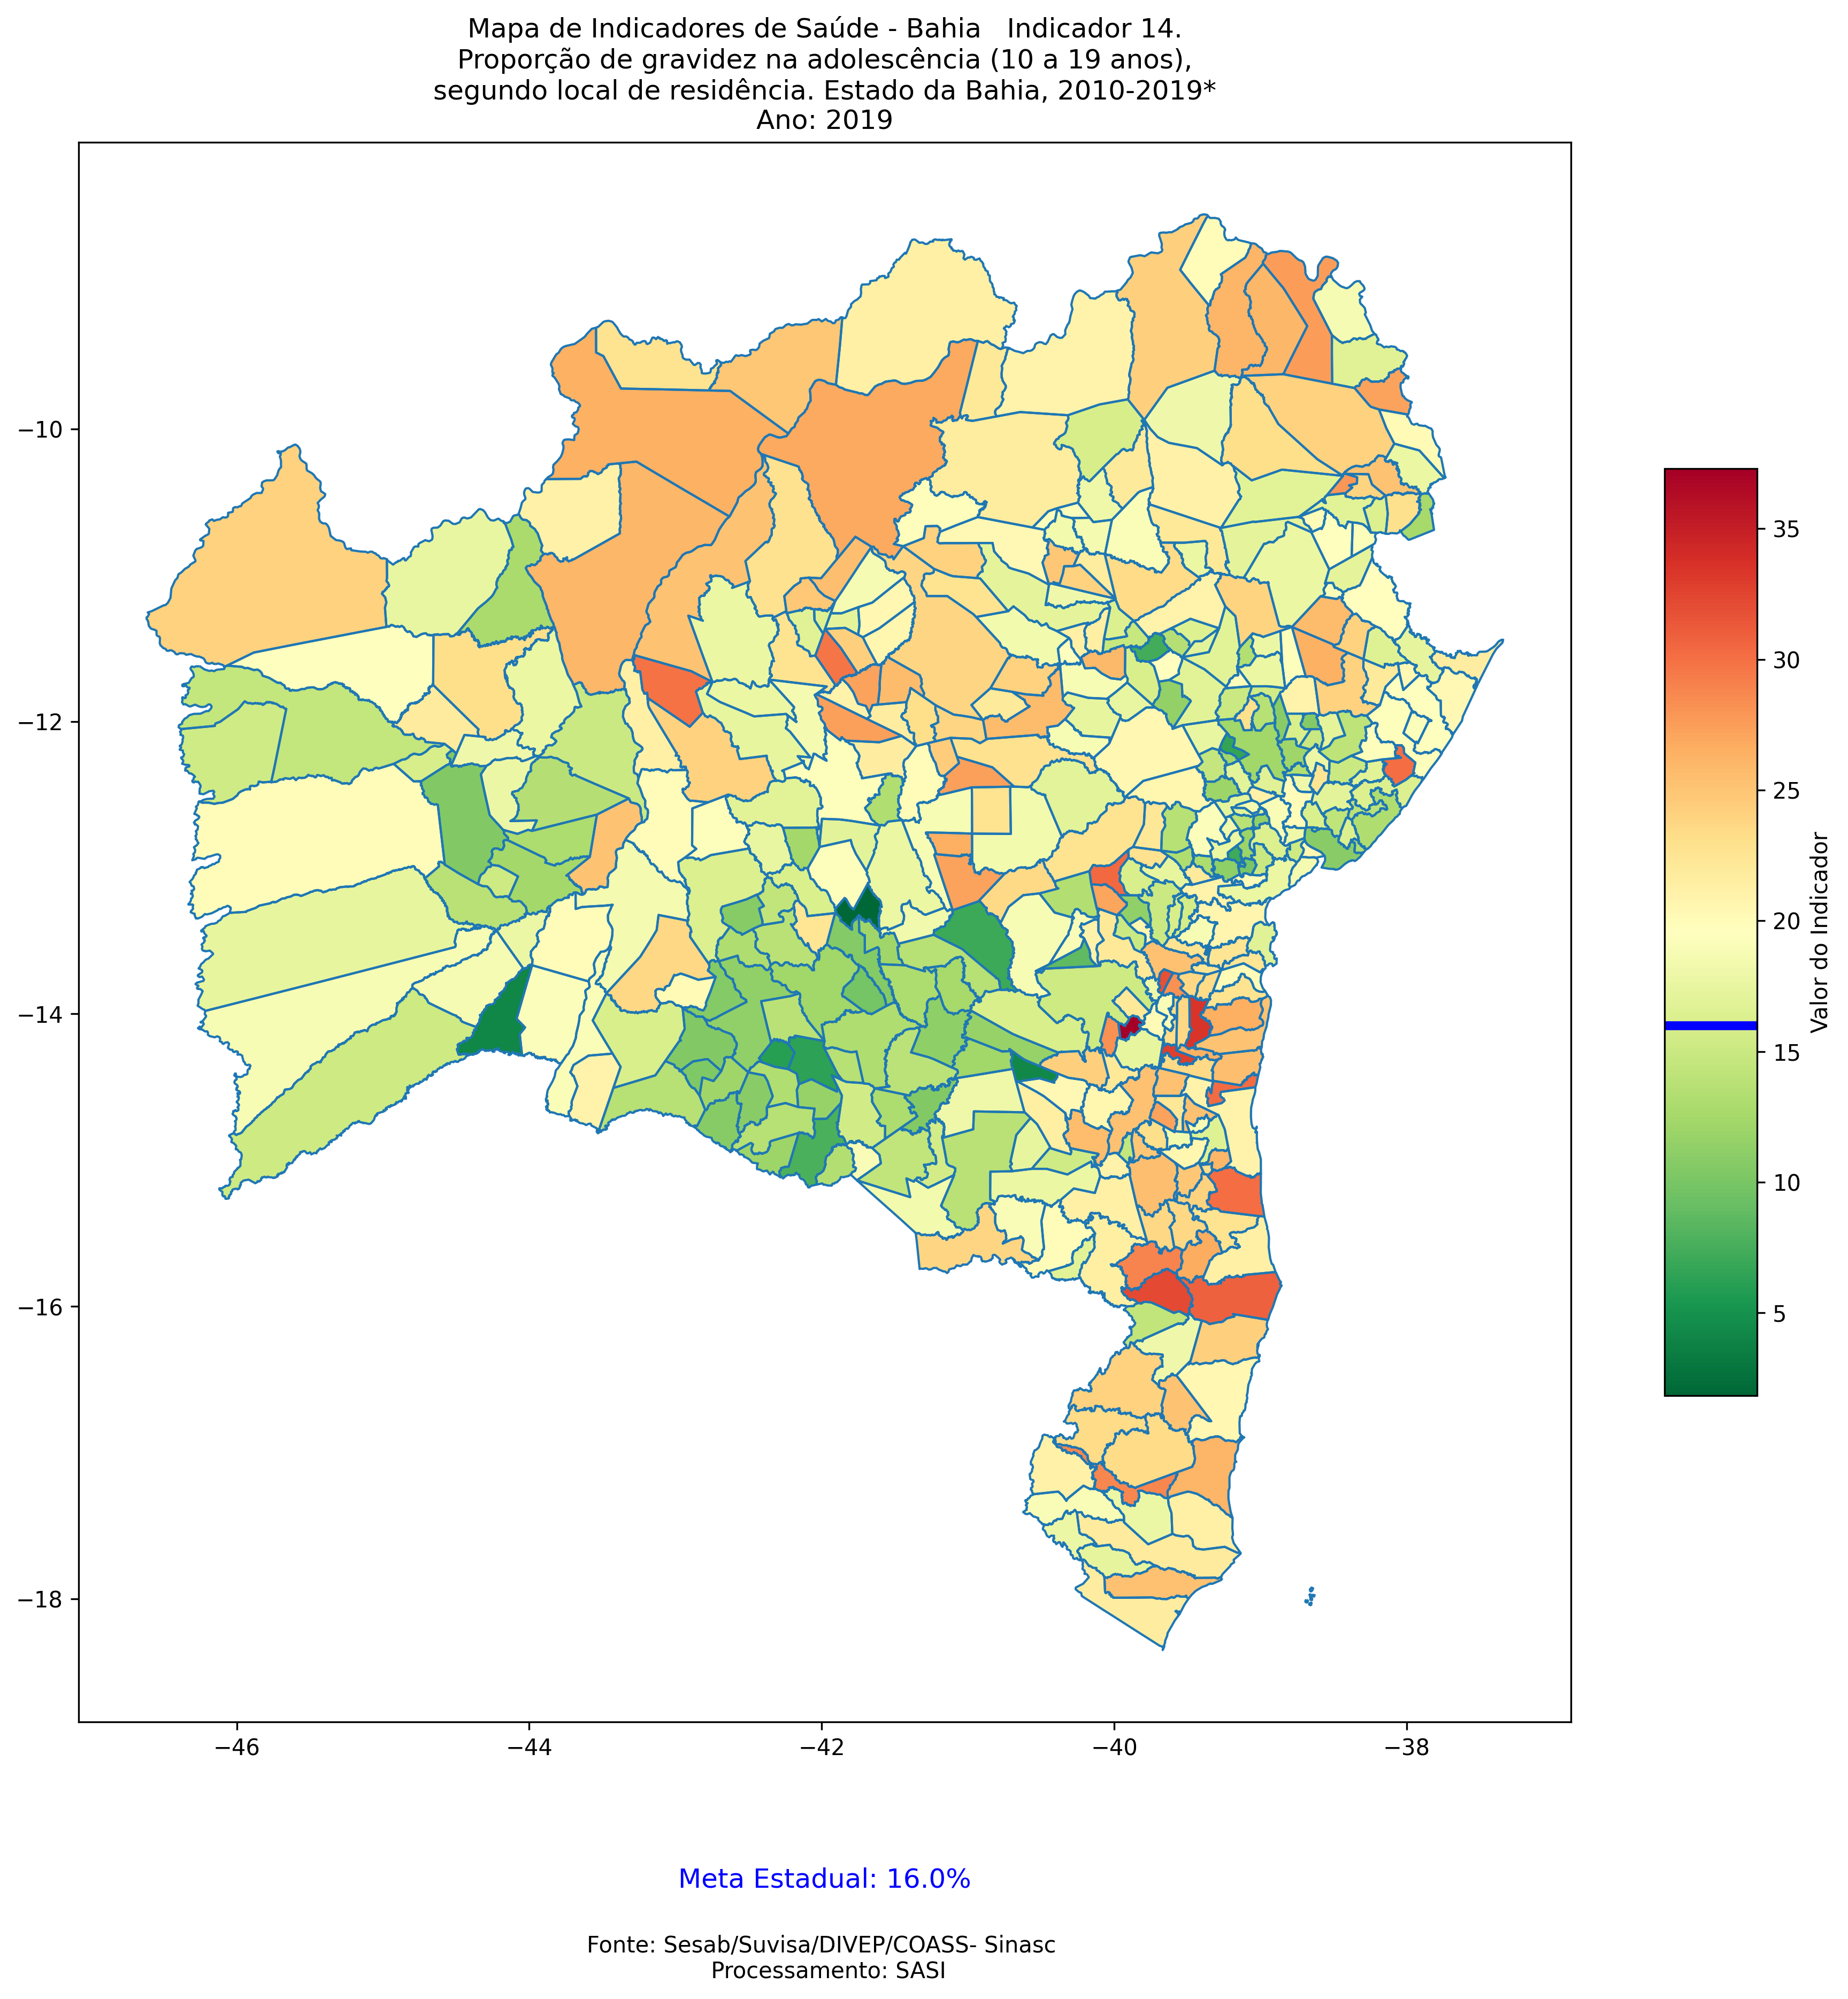 Mapa de Indicadores de Saúde - Bahia   Indicador 14.
Proporção de gravidez na adolescência (10 a 19 anos),
segundo local de residência. Estado da Bahia, 2010-2019*
Ano: 2019
−10
−12
−14
−16
−18
−46
−44
−42
−40
−38
35
30
25
20
15
10
5
Valor do Indicador
Meta Estadual: 16.0%
Fonte: Sesab/Suvisa/DIVEP/COASS- Sinasc
Processamento: SASI